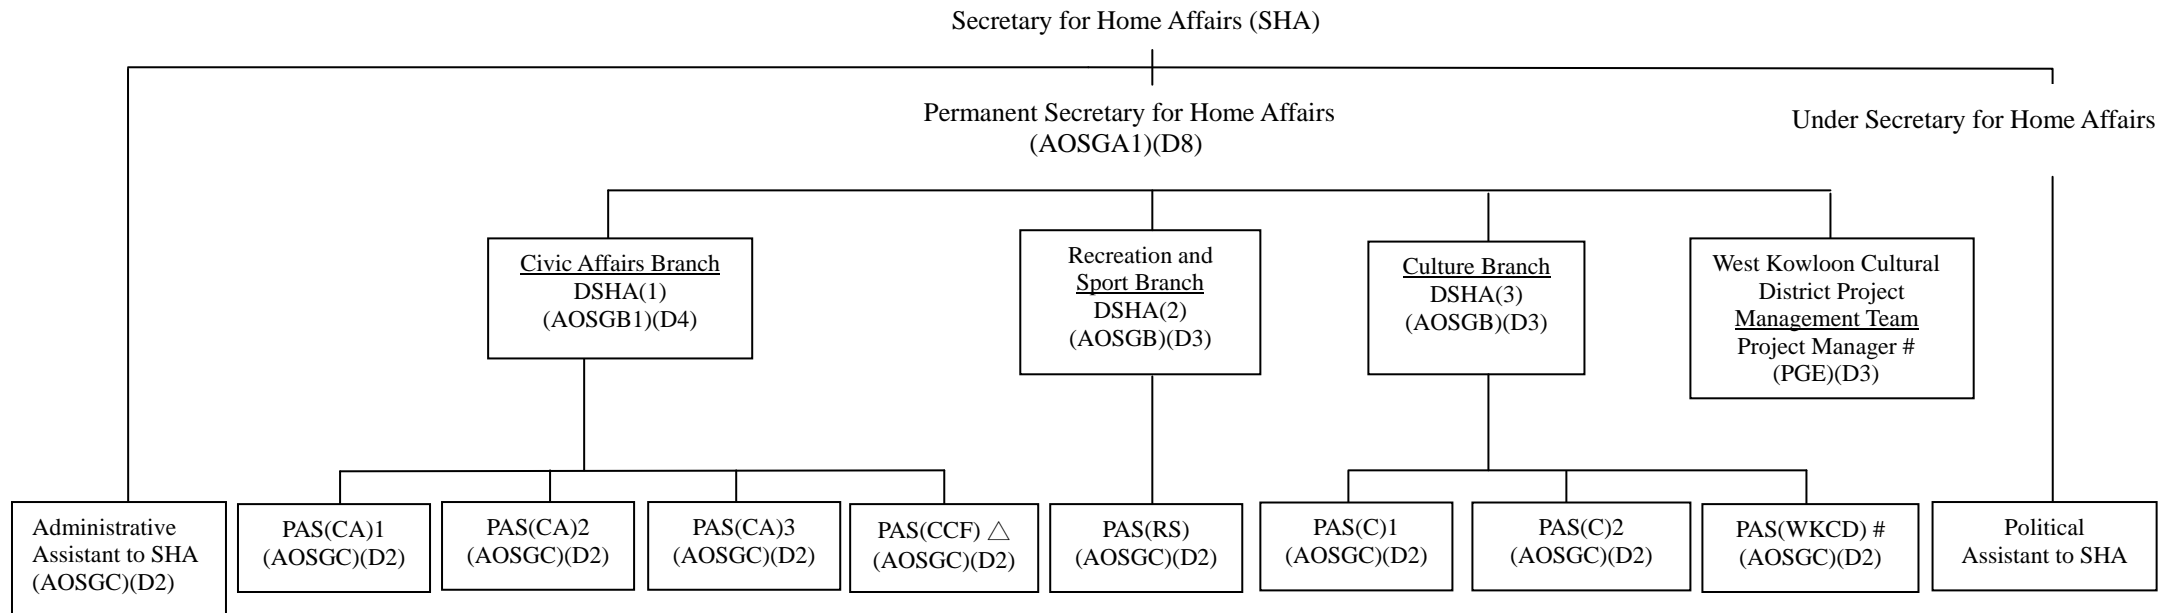 Secretary for Home Affairs (SHA)
Permanent Secretary for Home Affairs
(AOSGA1)(D8)
Under Secretary for Home Affairs
Civic Affairs Branch
DSHA(1)
(AOSGB1)(D4)
Recreation and
Sport Branch
DSHA(2)
(AOSGB)(D3)
Culture Branch
DSHA(3)
(AOSGB)(D3)
West Kowloon Cultural
District Project
Management Team
Project Manager #
(PGE)(D3)
Administrative
Assistant to SHA
(AOSGC)(D2)
PAS(CA)1
(AOSGC)(D2)
PAS(CA)2
(AOSGC)(D2)
PAS(CA)3
(AOSGC)(D2)
PAS(CCF) △
(AOSGC)(D2)
PAS(RS)
(AOSGC)(D2)
PAS(C)1
(AOSGC)(D2)
PAS(C)2
(AOSGC)(D2)
PAS(WKCD) #
(AOSGC)(D2)
Political
Assistant to SHA